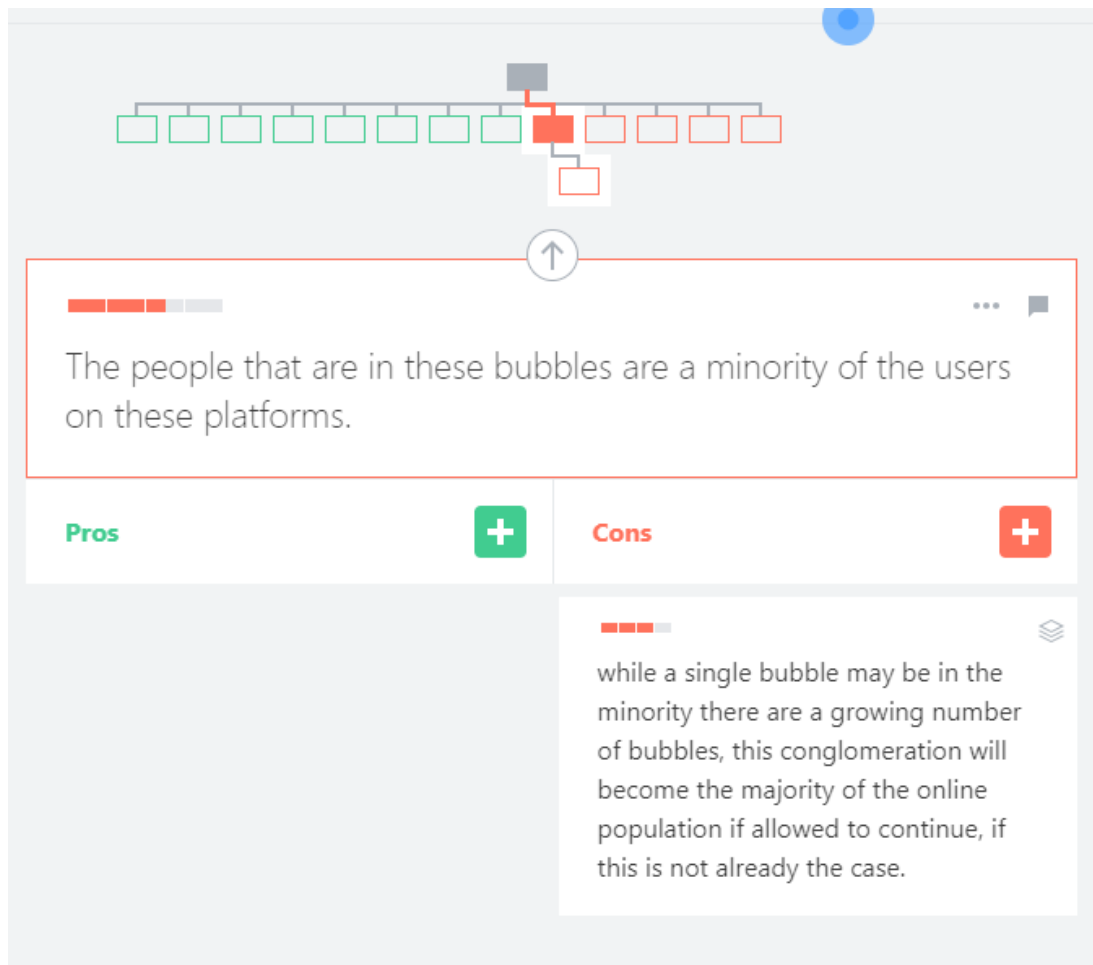 The people that are in these bubbles are a minority of the users
on these platforms.
Pros
Cons
while a single bubble may be in the
minority there are a growing number
of bubbles, this conglomeration will
become the majority of the online
population if allowed to continue, if
this is not already the case.